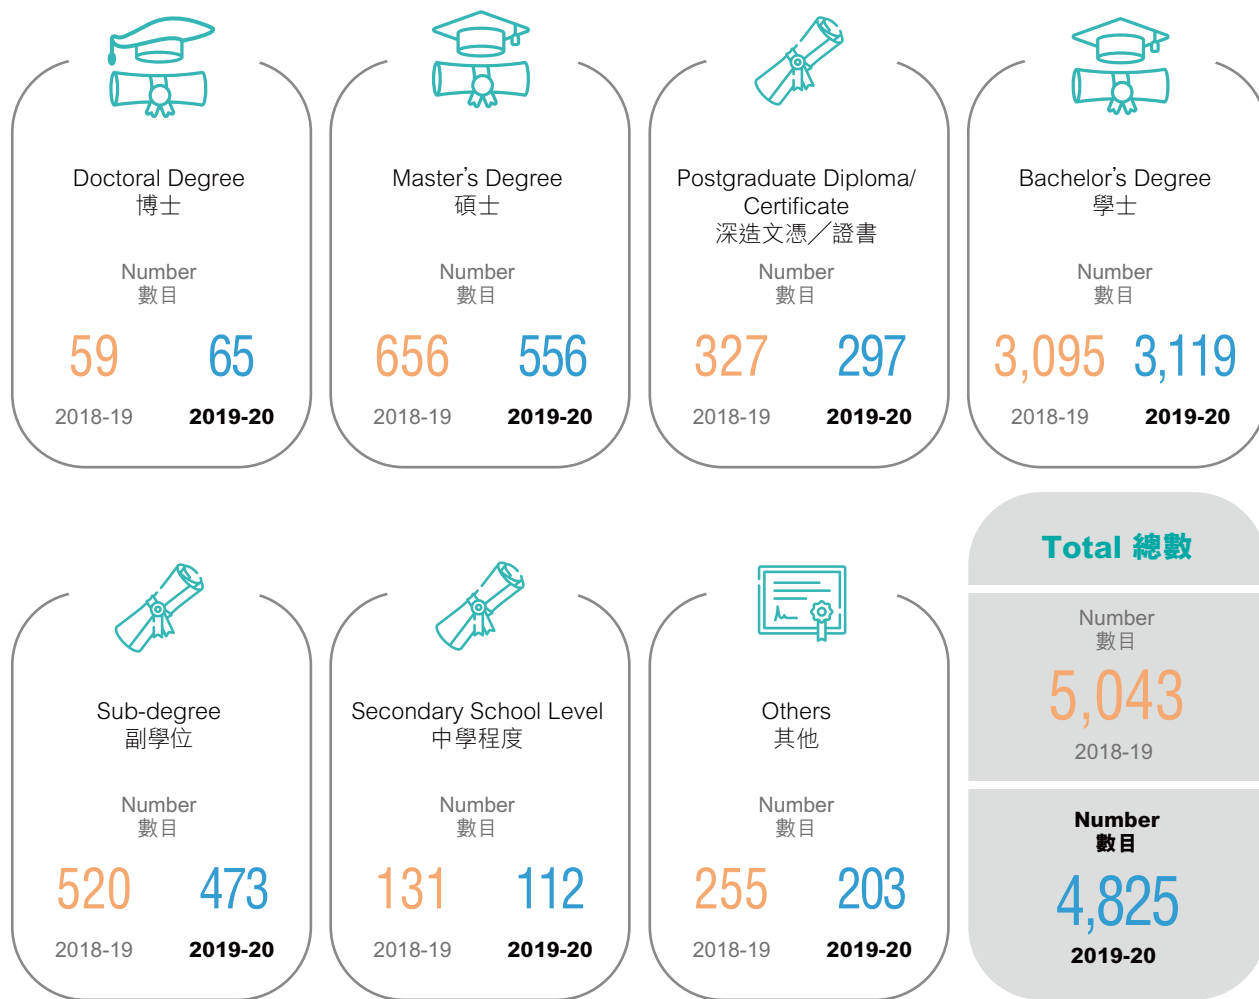 Doctoral Degree
博士
Number
數目
59 65
2018-19 2019-20
Master's Degree
碩士
Number
數目
656 556
2018-19 2019-20
Postgraduate Diploma/
Certificate
深造文憑／證書
Number
數目
327 297
2018-19 2019-20
Bachelor's Degree
學士
Number
數目
3,095 3,119
2018-19 2019-20
Sub-degree
副學位
Number
數目
520 473
2018-19 2019-20
Secondary School Level
中學程度
Number
數目
131 112
2018-19 2019-20
Others
其他
Number
數目
255 203
2018-19 2019-20
Total 總數
Number
數目
5,043
2018-19
Number
數目
4,825
2019-20